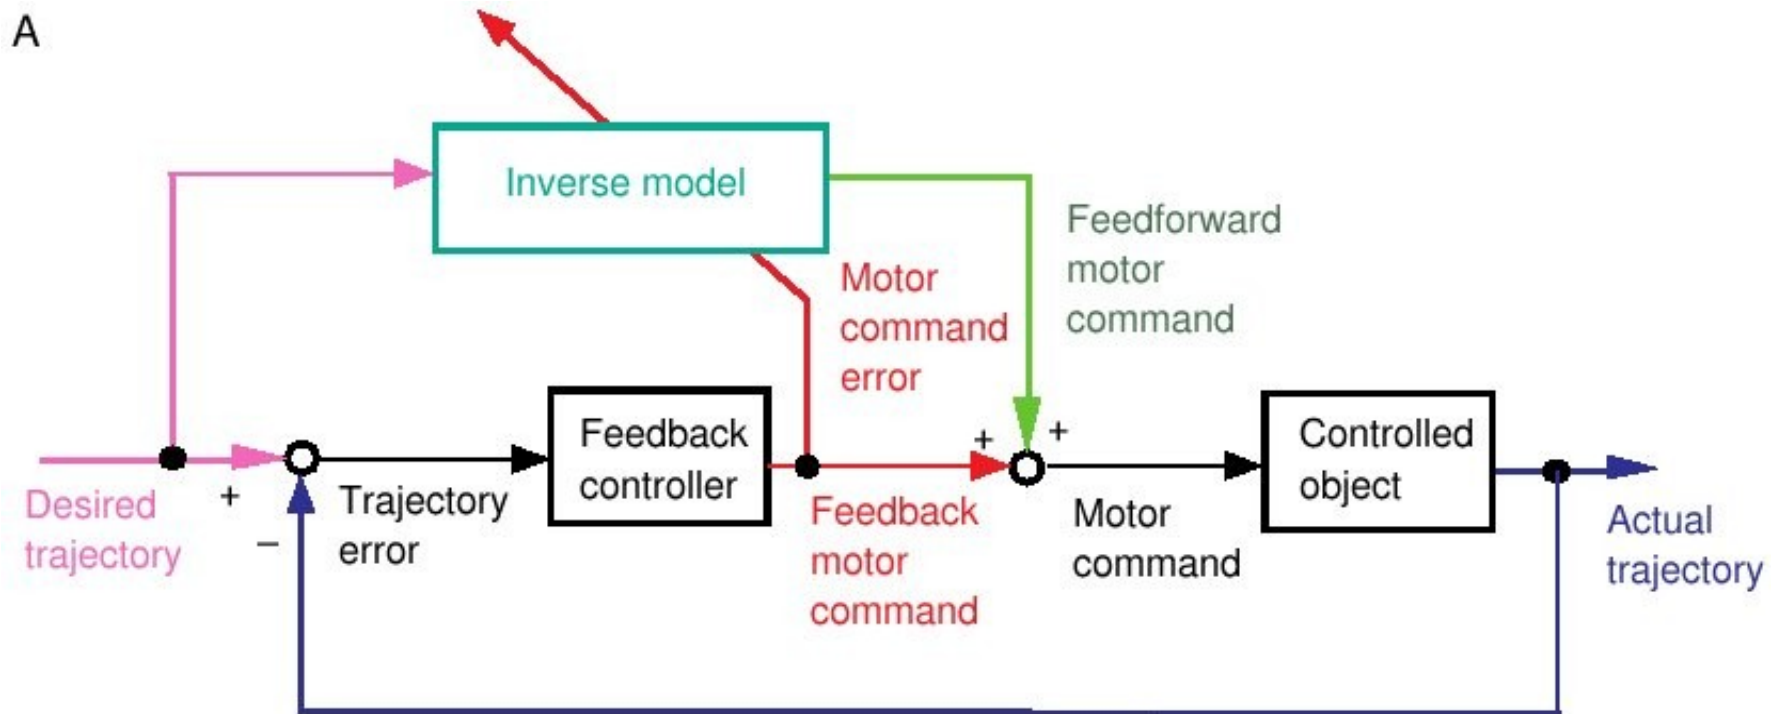 A
Inverse model
Feedforward
motor
command
Motor
command
error
Feedback
controller
+
+
Controlled
object
+
−
Desired
trajectory
Trajectory
error
Feedback
motor
command
Motor
command
Actual
trajectory